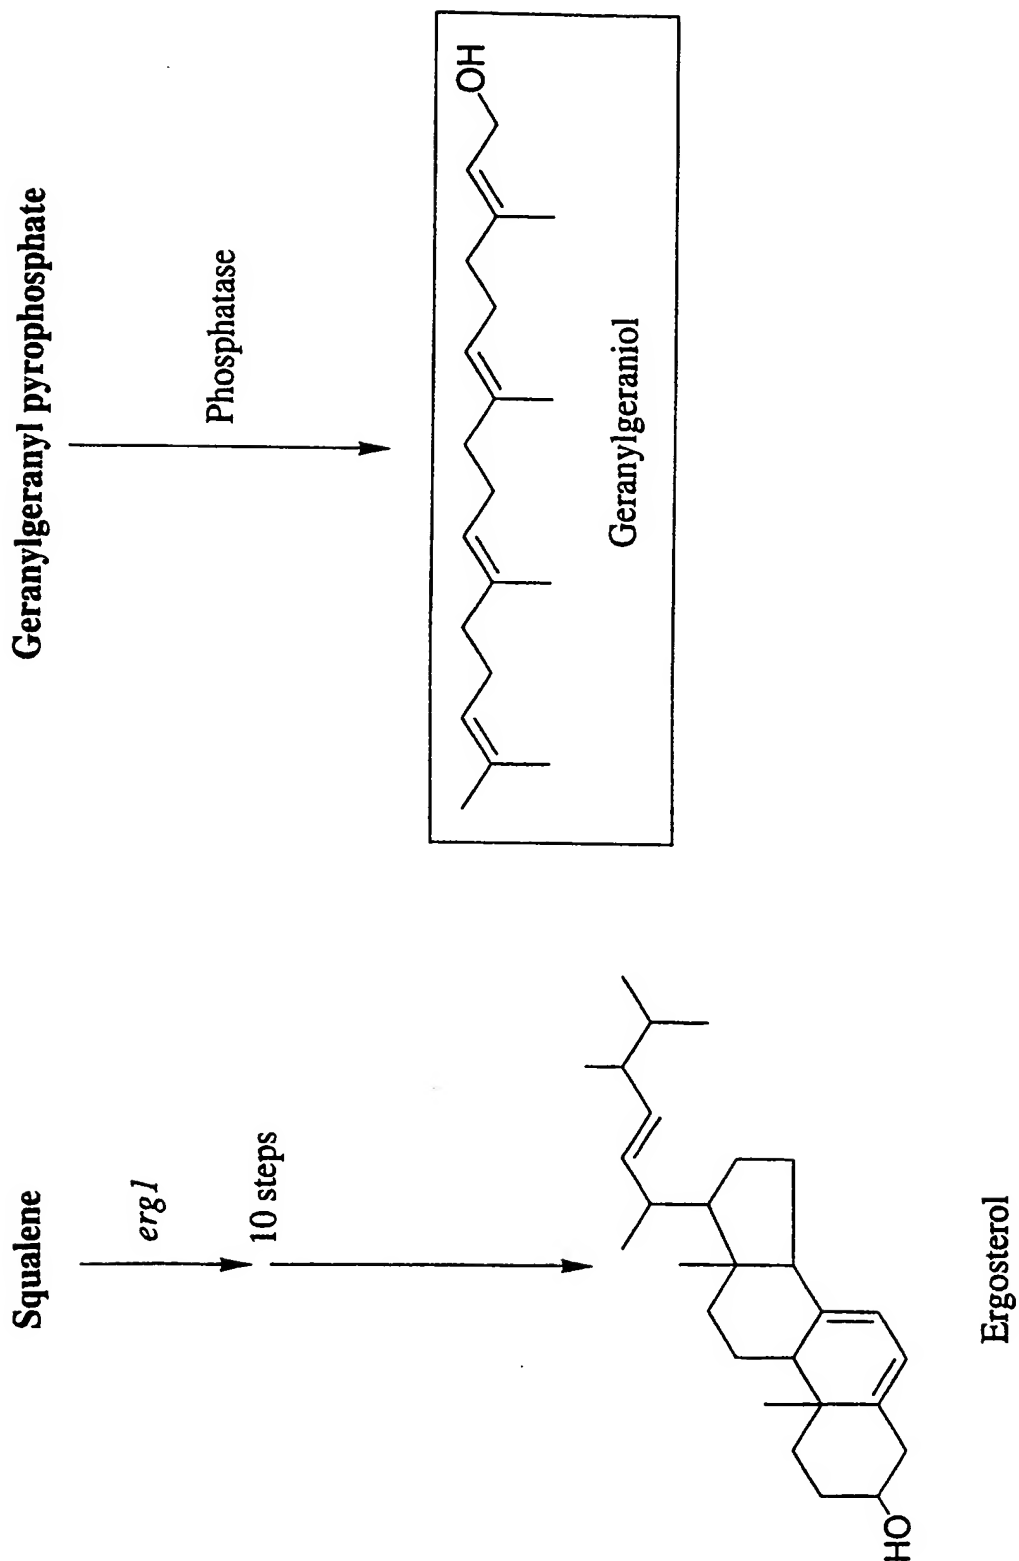 Squalene
erg1
10 steps
HO
Ergosterol
Geranylgeranyl pyrophosphate
Phosphatase
OH
Geranylgeraniol